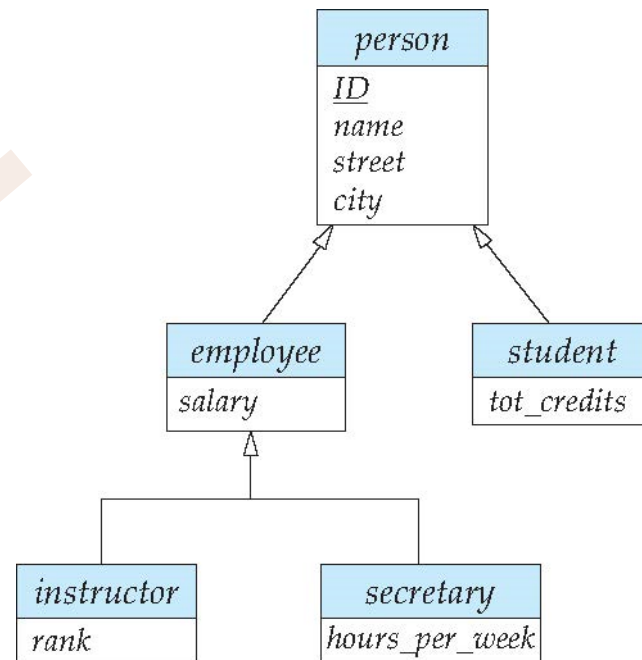 person
ID
name
street
city
employee
salary
student
tot_credits
instructor
rank
secretary
hours_per_week